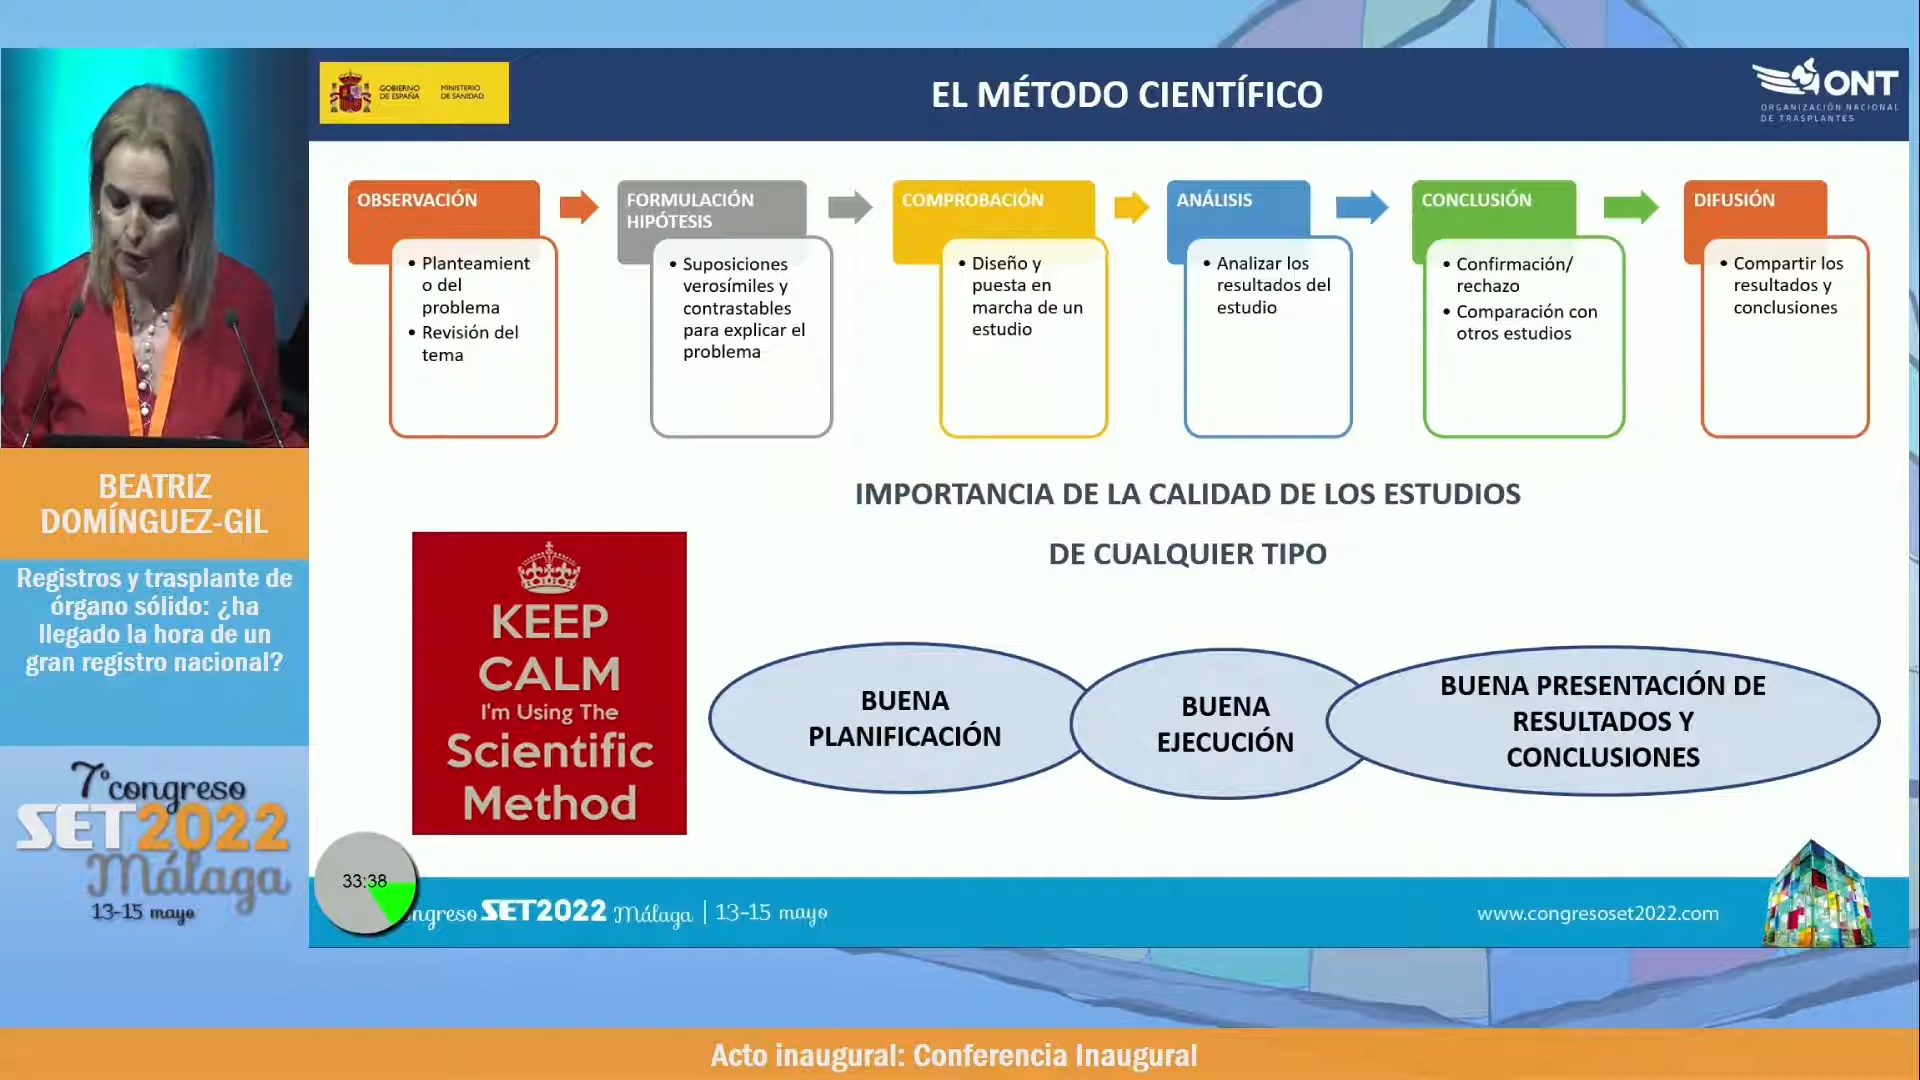 GOBIERNO
DE ESPAÑA
MINISTERIO
DE SANIDAD
EL MÉTODO CIENTÍFICO
ONT
ORGANIZACIÓN NACIONAL
DE TRASPLANTES
OBSERVACIÓN
• Planteamient
o del
problema
• Revisión del
tema
FORMULACIÓN
HIPÓTESIS
• Suposiciones
verosímiles y
contrastables
para explicar el
problema
COMPROBACIÓN
• Diseño y
puesta en
marcha de un
estudio
ANÁLISIS
• Analizar los
resultados del
estudio
CONCLUSIÓN
• Confirmación/
rechazo
• Comparación con
otros estudios
DIFUSIÓN
• Compartir los
resultados y
conclusiones
IMPORTANCIA DE LA CALIDAD DE LOS ESTUDIOS
DE CUALQUIER TIPO
KEEP
CALM
I'm Using The
Scientific
Method
BUENA
PLANIFICACIÓN
BUENA
EJECUCIÓN
BUENA PRESENTACIÓN DE
RESULTADOS Y
CONCLUSIONES
33:38
ngreso SET2022 Málaga | 13-15 mayo
www.congresoset2022.com
BEATRIZ
DOMÍNGUEZ-GIL
Registros y trasplante de
órgano sólido: ¿ha
llegado la hora de un
gran registro nacional?
7º congreso
SET2022
Málaga
13-15 mayo
Acto inaugural: Conferencia Inaugural